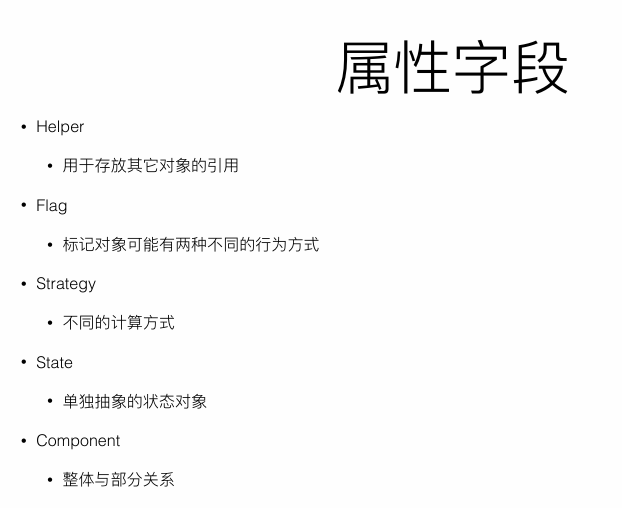 属性字段
• Helper
• 用于存放其它对象的引用
• Flag
• 标记对象可能有两种不同的行为方式
• Strategy
• 不同的计算方式
• State
• 单独抽象的状态对象
• Component
• 整体与部分关系